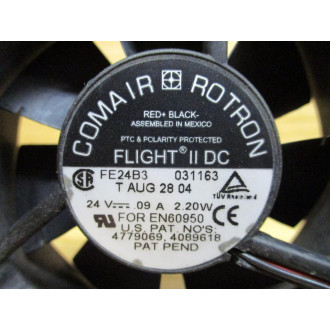 COMAIR ROTRON
RED+ BLACK-
ASSEMBLED IN MEXICO
PTC & POLARITY PROTECTED
FLIGHT® II DC
FE24B3 031163
T AUG 28 04
24 V⎓ .09 A 2.20W
FOR EN60950
U.S. PAT. NO'S:
4779069, 4089618
PAT PEND